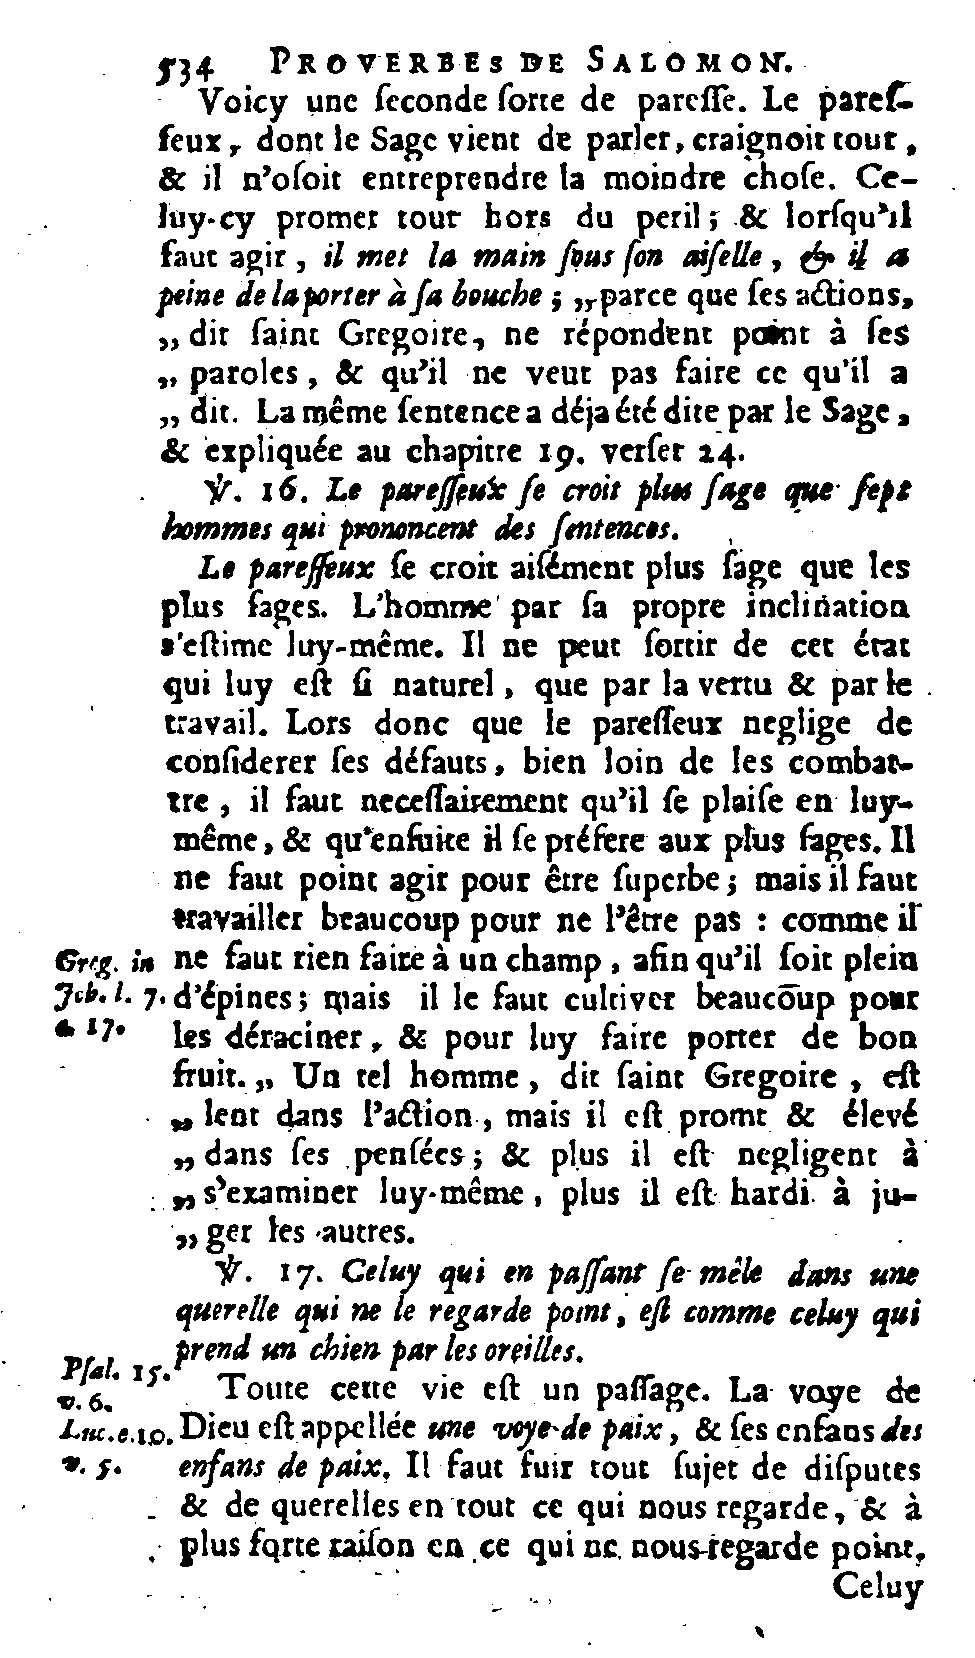 534 PROVERBES DE SALOMON.
Voicy une ſeconde ſorte de pareſſe. Le pareſ-
ſeux, dont le Sage vient de parler, craignoit tout,
& il n'oſoit entreprendre la moindre choſe. Ce-
luy-cy promet tout hors du peril; & lorſqu'il
faut agir, il met la main ſous ſon aiſelle, & il a
peine de la porter à ſa bouche; „parce que ſes actions,
„ dit ſaint Gregoire, ne répondent point à ſes
„ paroles, & qu'il ne veut pas faire ce qu'il a
„ dit. La même ſentence a déja été dite par le Sage,
& expliquée au chapitre 19. verſet 24.
℣. 16. Le pareſſeux ſe croit plus ſage que ſept
hommes qui prononcent des ſentences.
Le pareſſeux ſe croit aiſément plus ſage que les
plus ſages. L'homme par ſa propre inclination
s'eſtime luy-même. Il ne peut ſortir de cet état
qui luy eſt ſi naturel, que par la vertu & par le
travail. Lors donc que le pareſſeux neglige de
conſiderer ſes défauts, bien loin de les combat-
tre, il faut neceſſairement qu'il ſe plaiſe en luy-
même, & qu'enſuite il ſe préfere aux plus ſages. Il
ne faut point agir pour être ſuperbe; mais il faut
travailler beaucoup pour ne l'être pas : comme il
Greg. in ne faut rien faire à un champ, afin qu'il ſoit plein
Job. l. 7. d'épines; mais il le faut cultiver beaucoup pour
c. 17. les déraciner, & pour luy faire porter de bon
fruit. „ Un tel homme, dit ſaint Gregoire, eſt
„ lent dans l'action, mais il eſt promt & élevé
„ dans ſes penſées; & plus il eſt negligent à
„ s'examiner luy-même, plus il eſt hardi à ju-
„ ger les autres.
℣. 17. Celuy qui en paſſant ſe mêle dans une
querelle qui ne le regarde point, eſt comme celuy qui
prend un chien par les oreilles.
Pſal. 15. Toute cette vie eſt un paſſage. La voye de
v. 6.
Luc. c. 10. Dieu eſt appellée une voye de paix, & ſes enfans des
v. 5. enfans de paix. Il faut fuir tout ſujet de diſputes
& de querelles en tout ce qui nous regarde, & à
plus forte raiſon en ce qui ne nous regarde point.
Celuy